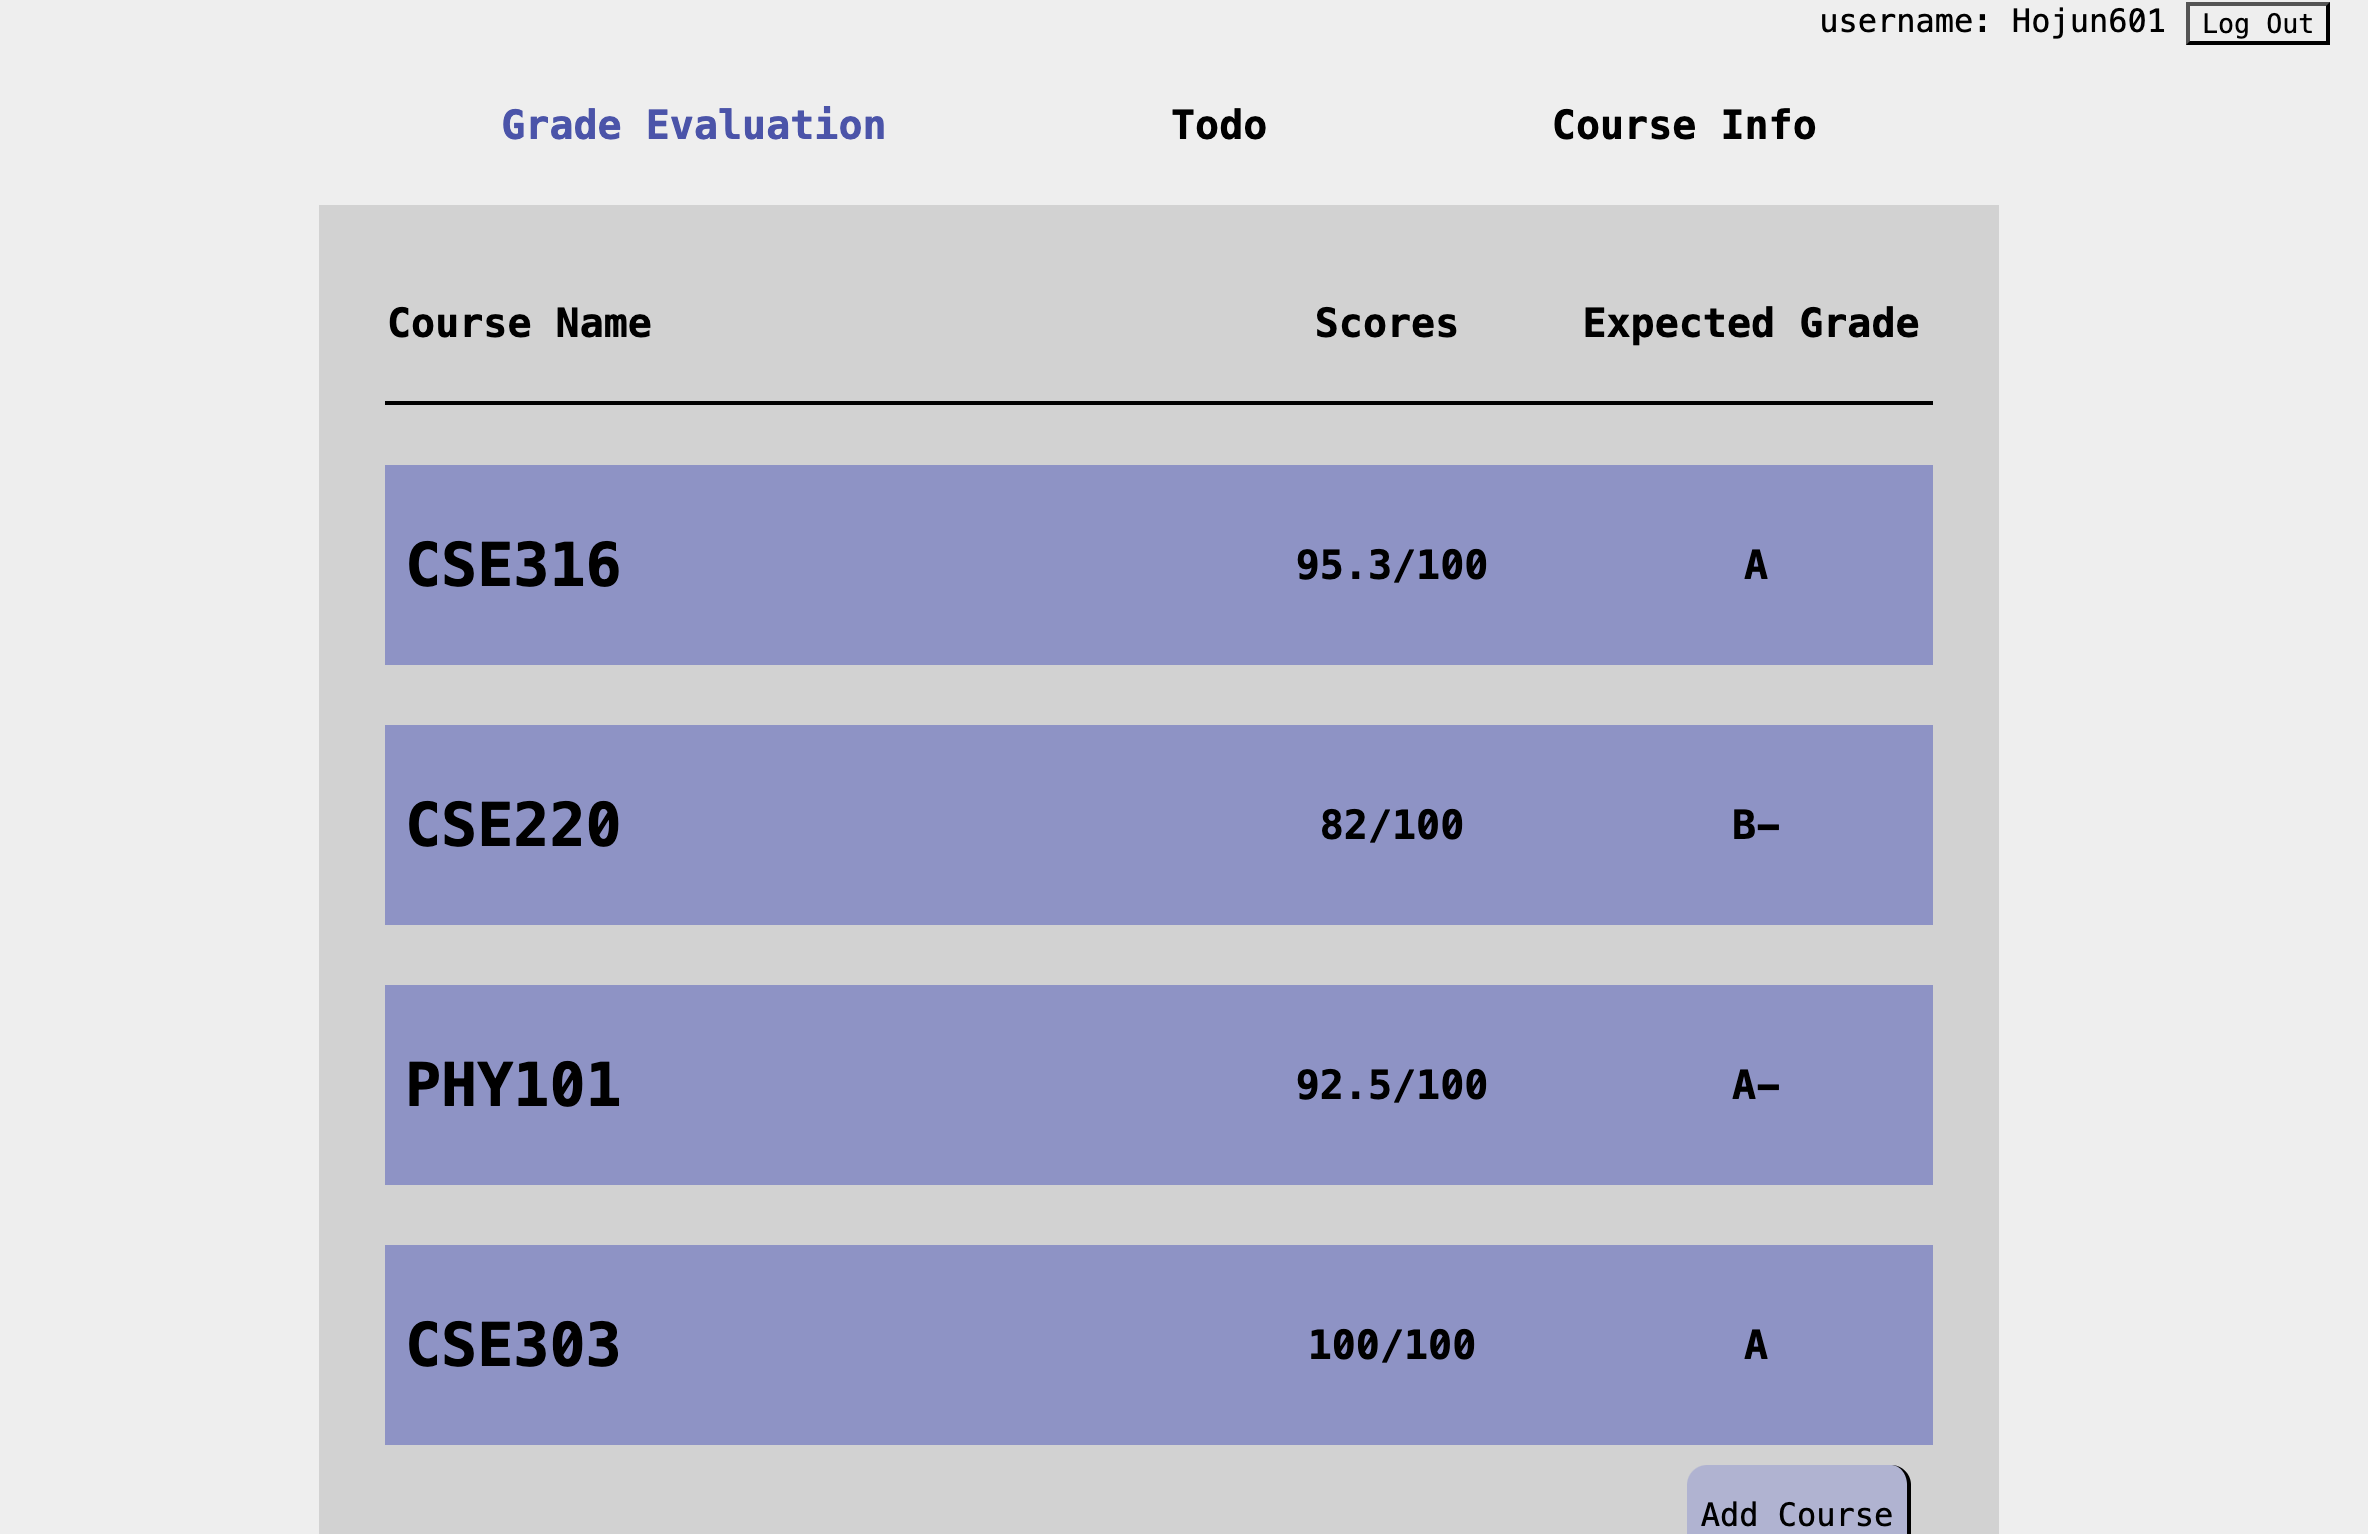 username: Hojun601 Log Out
Grade Evaluation Todo Course Info
Course Name Scores Expected Grade
CSE316 95.3/100 A
CSE220 82/100 B-
PHY101 92.5/100 A-
CSE303 100/100 A
Add Course